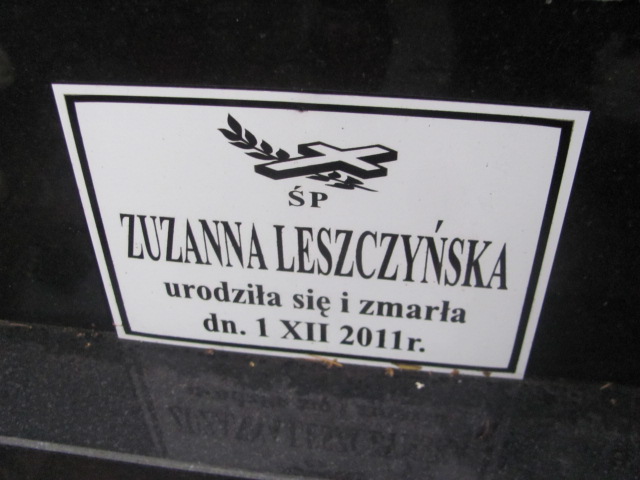 ŚP
ZUZANNA LESZCZYŃSKA
urodziła się i zmarła
dn. 1 XII 2011r.